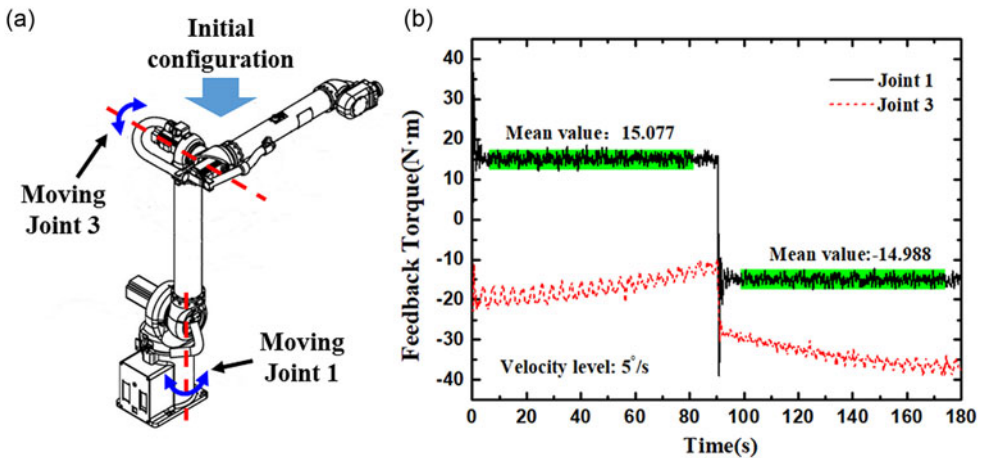 (a)
Initial
configuration
Moving
Joint 3
Moving
Joint 1
(b)
Feedback Torque(N·m)
40
30
20
10
0
-10
-20
-30
-40
Joint 1
Joint 3
Mean value: 15.077
Mean value:-14.988
Velocity level: 5°/s
0 20 40 60 80 100 120 140 160 180
Time(s)